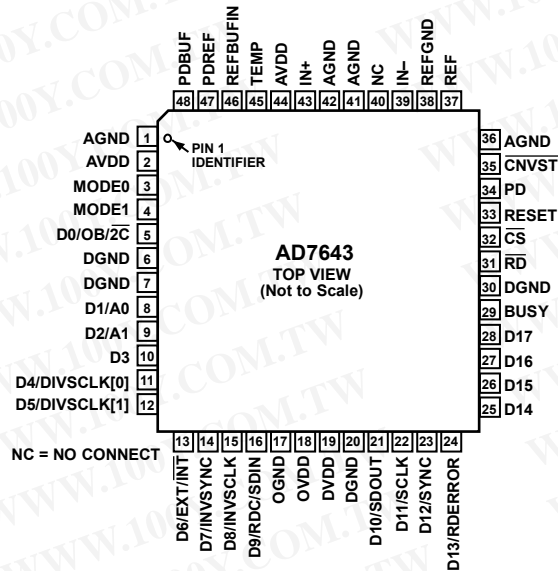 48 PDBUF
47 PDREF
46 REFBUFIN
45 TEMP
44 AVDD
43 IN+
42 AGND
41 AGND
40 NC
39 IN–
38 REFGND
37 REF
AGND 1
AVDD 2
MODE0 3
MODE1 4
D0/OB/2C̅ 5
DGND 6
DGND 7
D1/A0 8
D2/A1 9
D3 10
D4/DIVSCLK[0] 11
D5/DIVSCLK[1] 12
PIN 1
IDENTIFIER
AD7643
TOP VIEW
(Not to Scale)
36 AGND
35 C̅N̅V̅S̅T̅
34 PD
33 RESET
32 C̅S̅
31 R̅D̅
30 DGND
29 BUSY
28 D17
27 D16
26 D15
25 D14
NC = NO CONNECT
13 D6/EXT/I̅N̅T̅
14 D7/INVSYNC
15 D8/INVSCLK
16 D9/RDC/SDIN
17 OGND
18 OVDD
19 DVDD
20 DGND
21 D10/SDOUT
22 D11/SCLK
23 D12/SYNC
24 D13/RDERROR
WWW.100Y.COM.TW